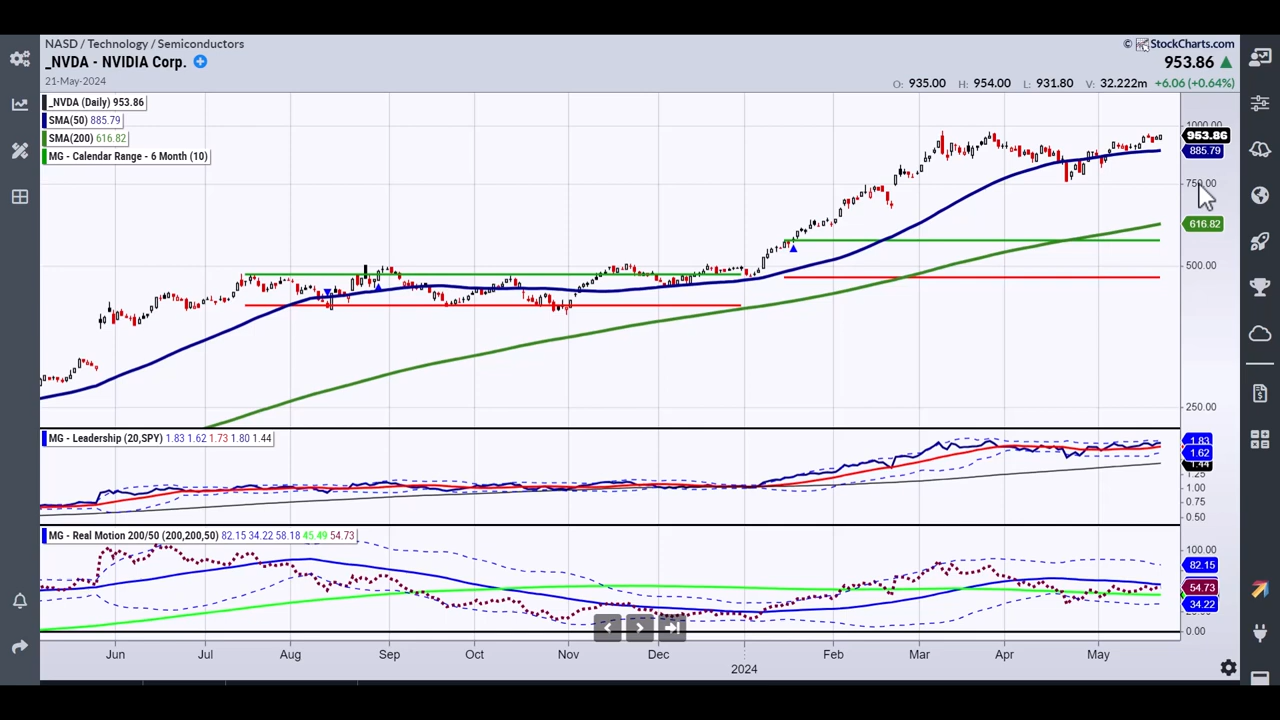 NASD / Technology / Semiconductors
© StockCharts.com
_NVDA - NVIDIA Corp.
953.86
21-May-2024
O: 935.00 H: 954.00 L: 931.80 V: 32.222m +6.06 (+0.64%)
_NVDA (Daily) 953.86
SMA(50) 885.79
SMA(200) 616.82
MG - Calendar Range - 6 Month (10)
1000.00
953.86
885.79
750.00
616.82
500.00
250.00
MG - Leadership (20,SPY) 1.83 1.62 1.73 1.80 1.44
1.83
1.62
1.44
1.00
0.75
0.50
MG - Real Motion 200/50 (200,200,50) 82.15 34.22 58.18 45.49 54.73
100.00
82.15
54.73
34.22
0.00
Jun Jul Aug Sep Oct Nov Dec Feb Mar Apr May
2024